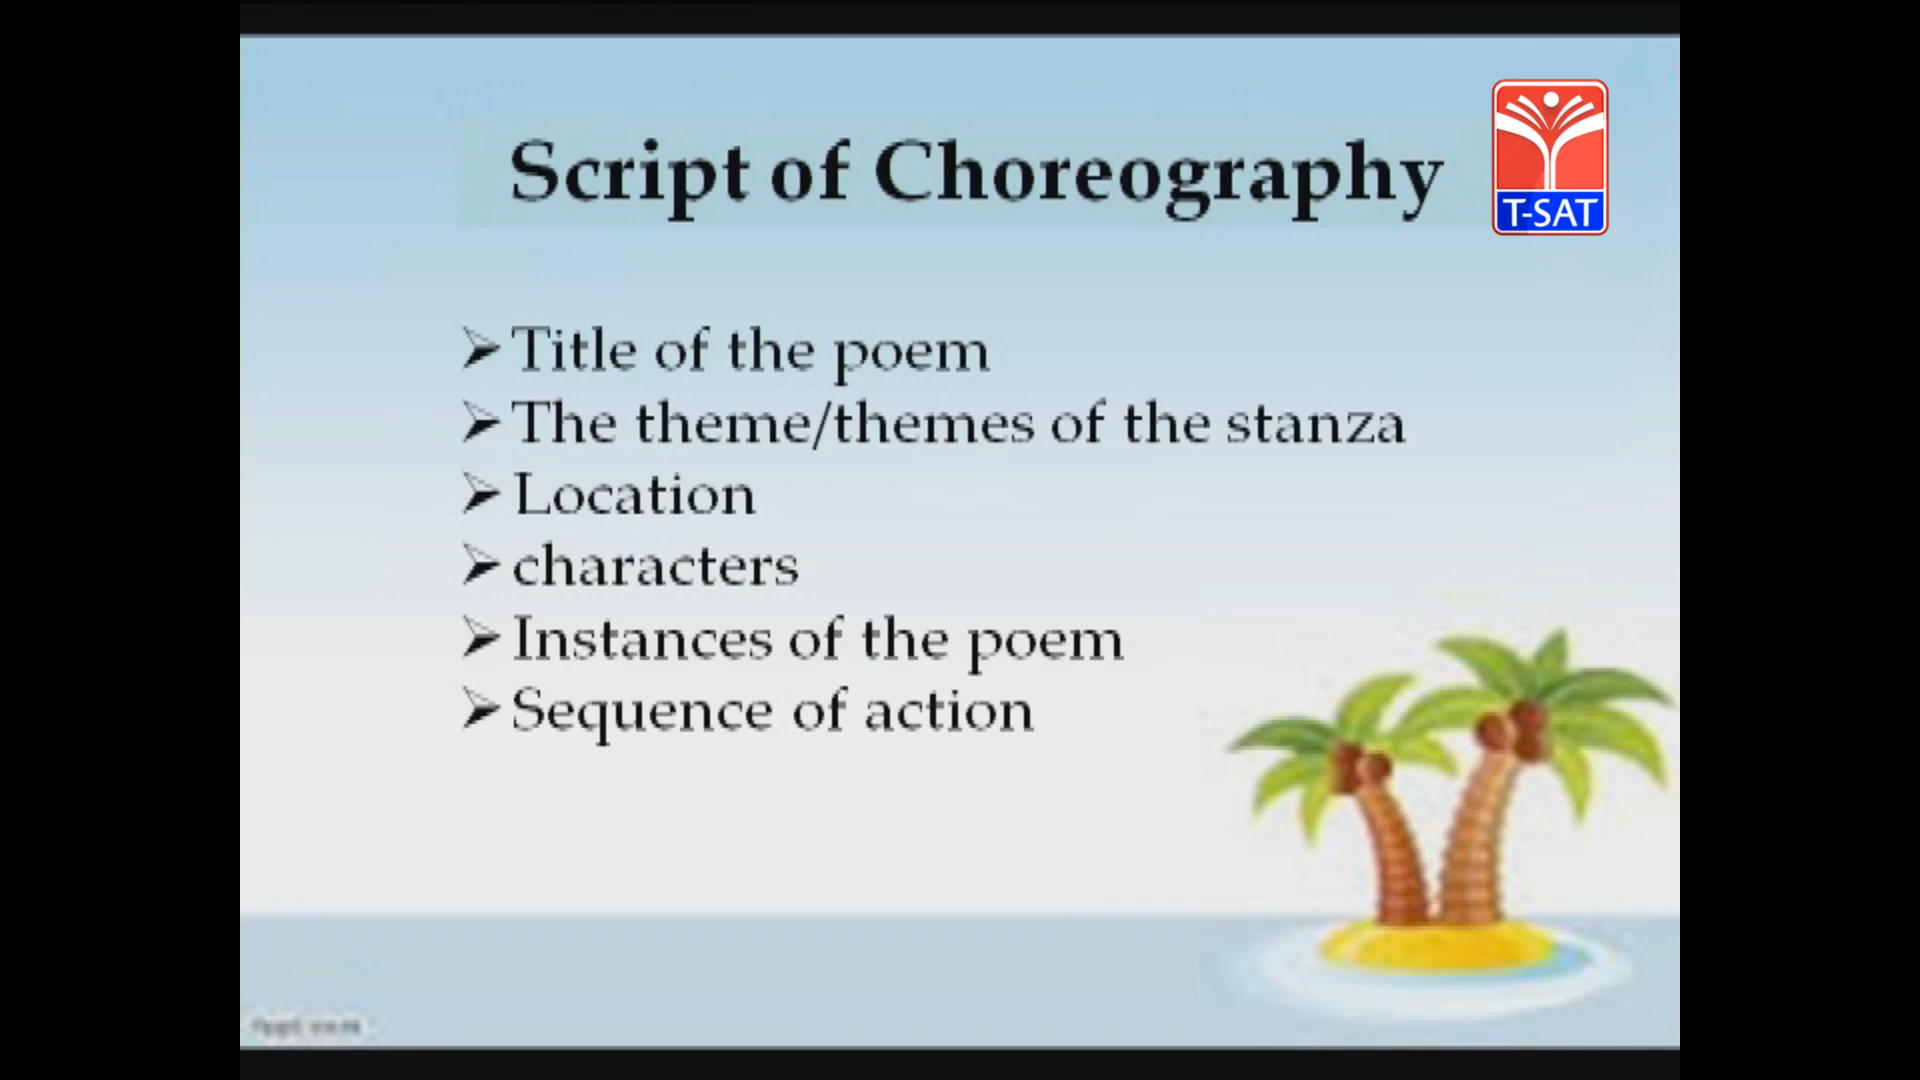 Script of Choreography
T-SAT
Title of the poem
The theme/themes of the stanza
Location
characters
Instances of the poem
Sequence of action